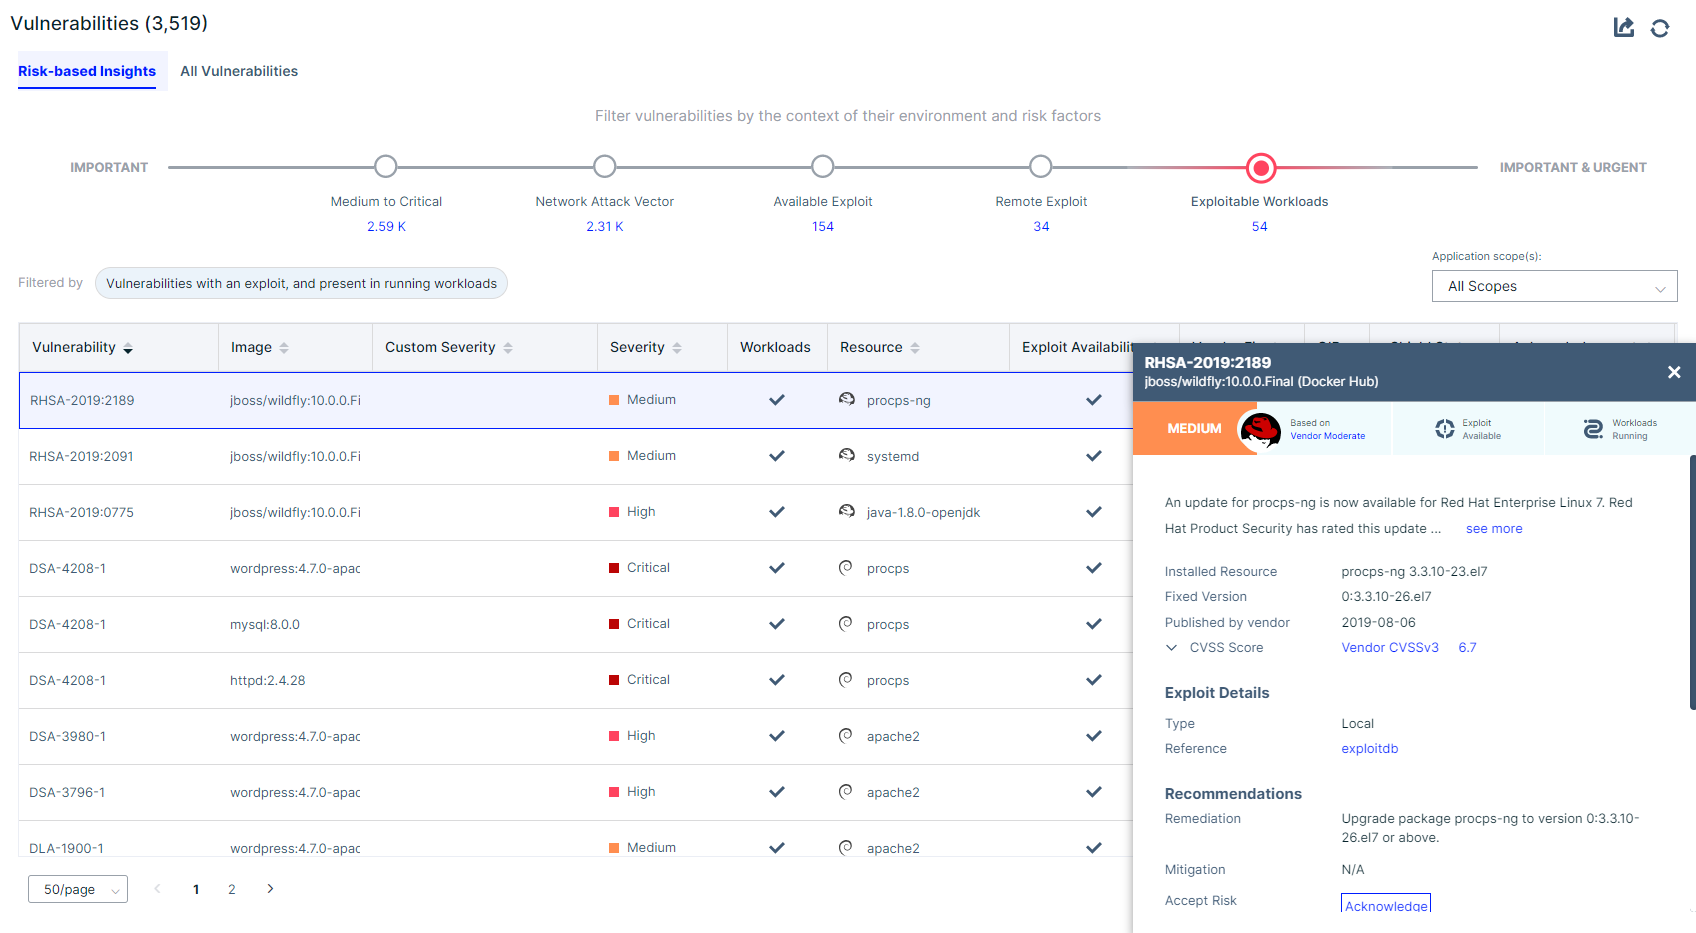 Vulnerabilities (3,519)
Risk-based Insights All Vulnerabilities
Filter vulnerabilities by the context of their environment and risk factors
IMPORTANT IMPORTANT & URGENT
Medium to Critical Network Attack Vector Available Exploit Remote Exploit Exploitable Workloads
2.59 K 2.31 K 154 34 54
Application scope(s):
Filtered by Vulnerabilities with an exploit, and present in running workloads
All Scopes
Vulnerability Image Custom Severity Severity Workloads Resource Exploit Availabilit
RHSA-2019:2189 jboss/wildfly:10.0.0.Fi Medium procps-ng
RHSA-2019:2091 jboss/wildfly:10.0.0.Fi Medium systemd
RHSA-2019:0775 jboss/wildfly:10.0.0.Fi High java-1.8.0-openjdk
DSA-4208-1 wordpress:4.7.0-apac Critical procps
DSA-4208-1 mysql:8.0.0 Critical procps
DSA-4208-1 httpd:2.4.28 Critical procps
DSA-3980-1 wordpress:4.7.0-apac High apache2
DSA-3796-1 wordpress:4.7.0-apac High apache2
DLA-1900-1 wordpress:4.7.0-apac Medium apache2
50/page 1 2
RHSA-2019:2189
jboss/wildfly:10.0.0.Final (Docker Hub)
MEDIUM
Based on
Vendor Moderate
Exploit
Available
Workloads
Running
An update for procps-ng is now available for Red Hat Enterprise Linux 7. Red
Hat Product Security has rated this update ... see more
Installed Resource procps-ng 3.3.10-23.el7
Fixed Version 0:3.3.10-26.el7
Published by vendor 2019-08-06
CVSS Score Vendor CVSSv3 6.7
Exploit Details
Type Local
Reference exploitdb
Recommendations
Remediation Upgrade package procps-ng to version 0:3.3.10-
26.el7 or above.
Mitigation N/A
Accept Risk Acknowledge